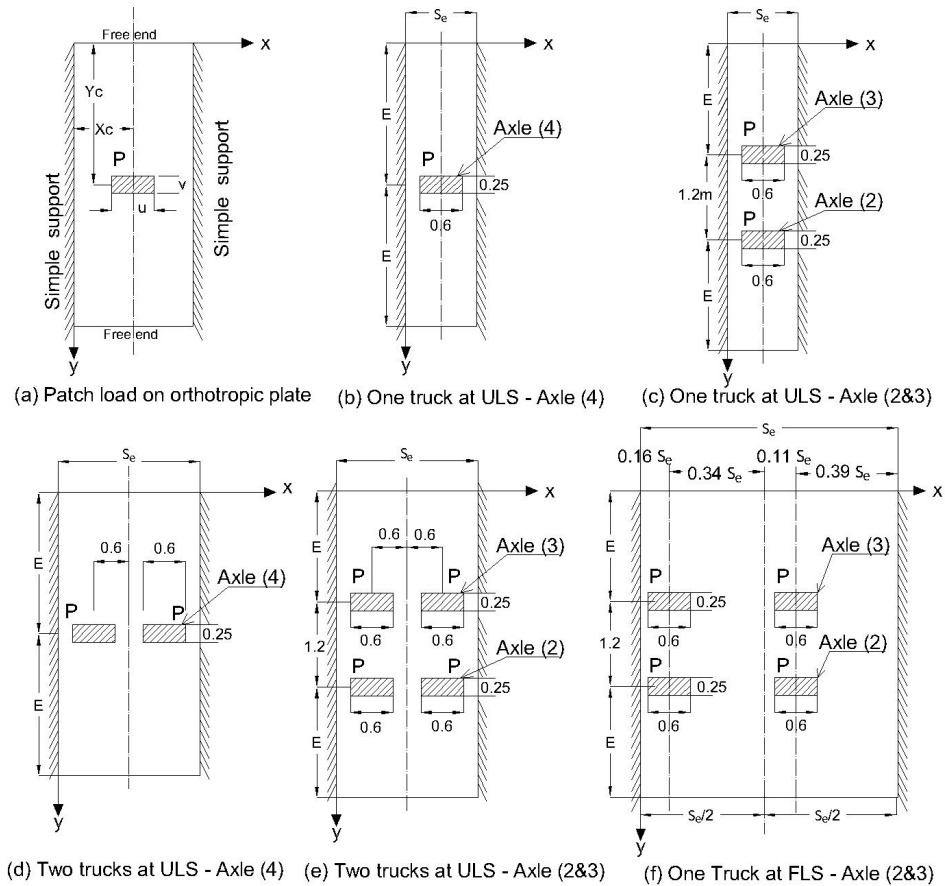 Free end
x
Yc
Xc
P
v
u
Simple support
Simple support
Free end
y
(a) Patch load on orthotropic plate
Se
x
E
Axle (4)
P
0.25
0.6
E
y
(b) One truck at ULS - Axle (4)
Se
x
E
Axle (3)
P
0.25
0.6
1.2m
Axle (2)
P
0.25
0.6
E
y
(c) One truck at ULS - Axle (2&3)
Se
x
0.6
0.6
E
Axle (4)
P
P
0.25
E
y
(d) Two trucks at ULS - Axle (4)
Se
x
0.6
0.6
E
Axle (3)
P
P
0.25
0.6
0.6
1.2
Axle (2)
P
P
0.25
0.6
0.6
E
y
(e) Two trucks at ULS - Axle (2&3)
Se
0.16 Se
0.11 Se
0.34 Se
0.39 Se
x
E
Axle (3)
P
P
0.25
0.6
0.6
1.2
Axle (2)
P
P
0.25
0.6
0.6
E
Se/2
Se/2
y
(f) One Truck at FLS - Axle (2&3)